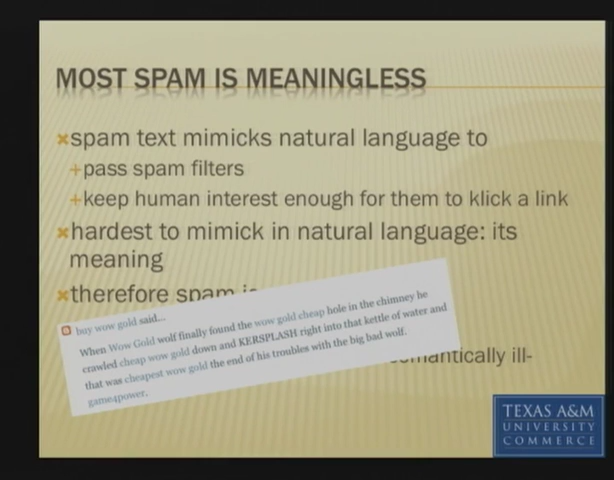 MOST SPAM IS MEANINGLESS
spam text mimicks natural language to
+pass spam filters
+keep human interest enough for them to klick a link
hardest to mimick in natural language: its
meaning
therefore spam is
buy wow gold said...
When Wow Gold wolf finally found the wow gold cheap hole in the chimney he
crawled cheap wow gold down and KERSPLASH right into that kettle of water and
that was cheapest wow gold the end of his troubles with the big bad wolf.
game4power.
semantically ill-
TEXAS A&M
UNIVERSITY
COMMERCE